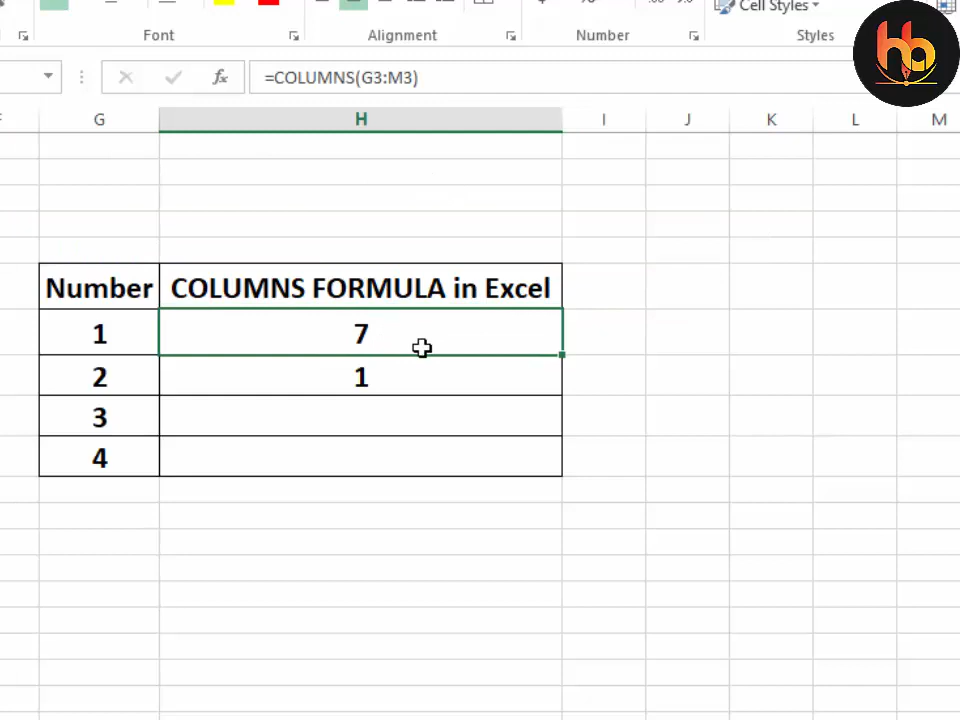 Cell Styles
Font Alignment Number Styles
fx =COLUMNS(G3:M3)
G H I J K L M
Number COLUMNS FORMULA in Excel
1 7
2 1
3
4